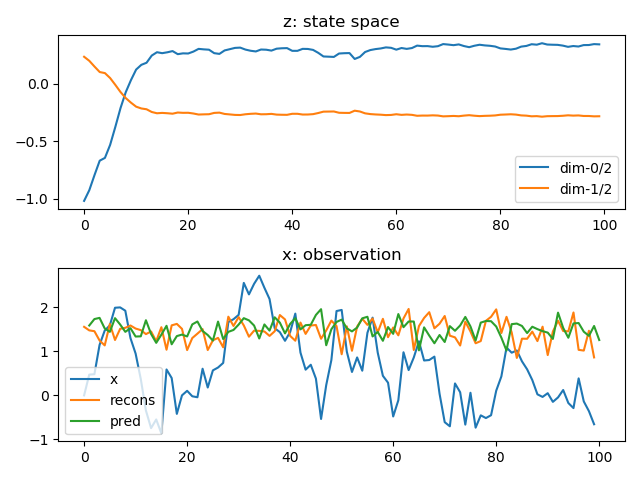 z: state space
0.0
−0.5
−1.0
dim-0/2
dim-1/2
0 20 40 60 80 100
x: observation
2
1
0
−1
x
recons
pred
0 20 40 60 80 100